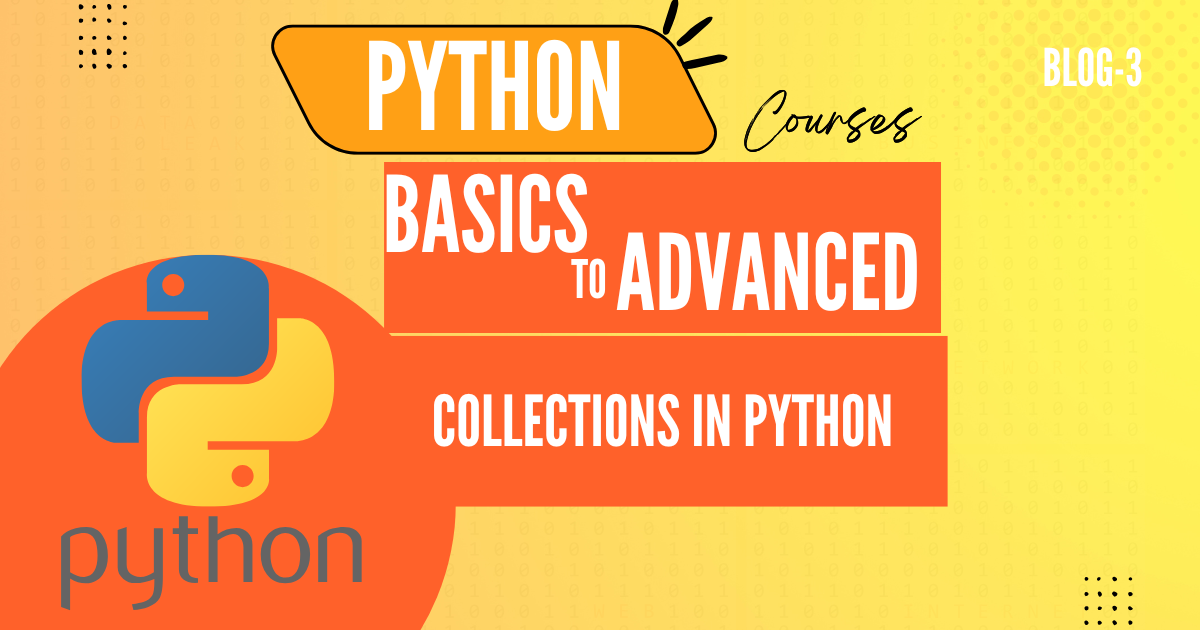 PYTHON
Courses
BLOG-3
BASICS
TO ADVANCED
COLLECTIONS IN PYTHON
python